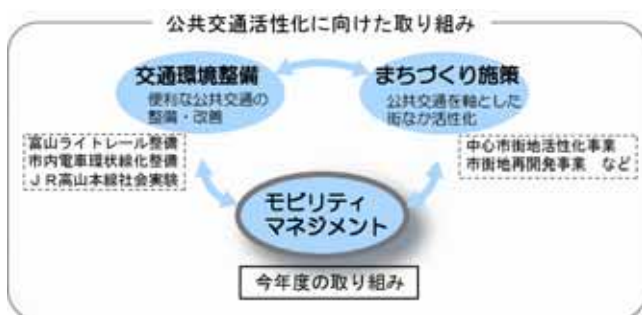 公共交通活性化に向けた取り組み
交通環境整備
便利な公共交通の
整備・改善
まちづくり施策
公共交通を軸とした
街なか活性化
富山ライトレール整備
市内電車環状線化整備
ＪＲ高山本線社会実験
中心市街地活性化事業
市街地再開発事業　など
モビリティ
マネジメント
今年度の取り組み